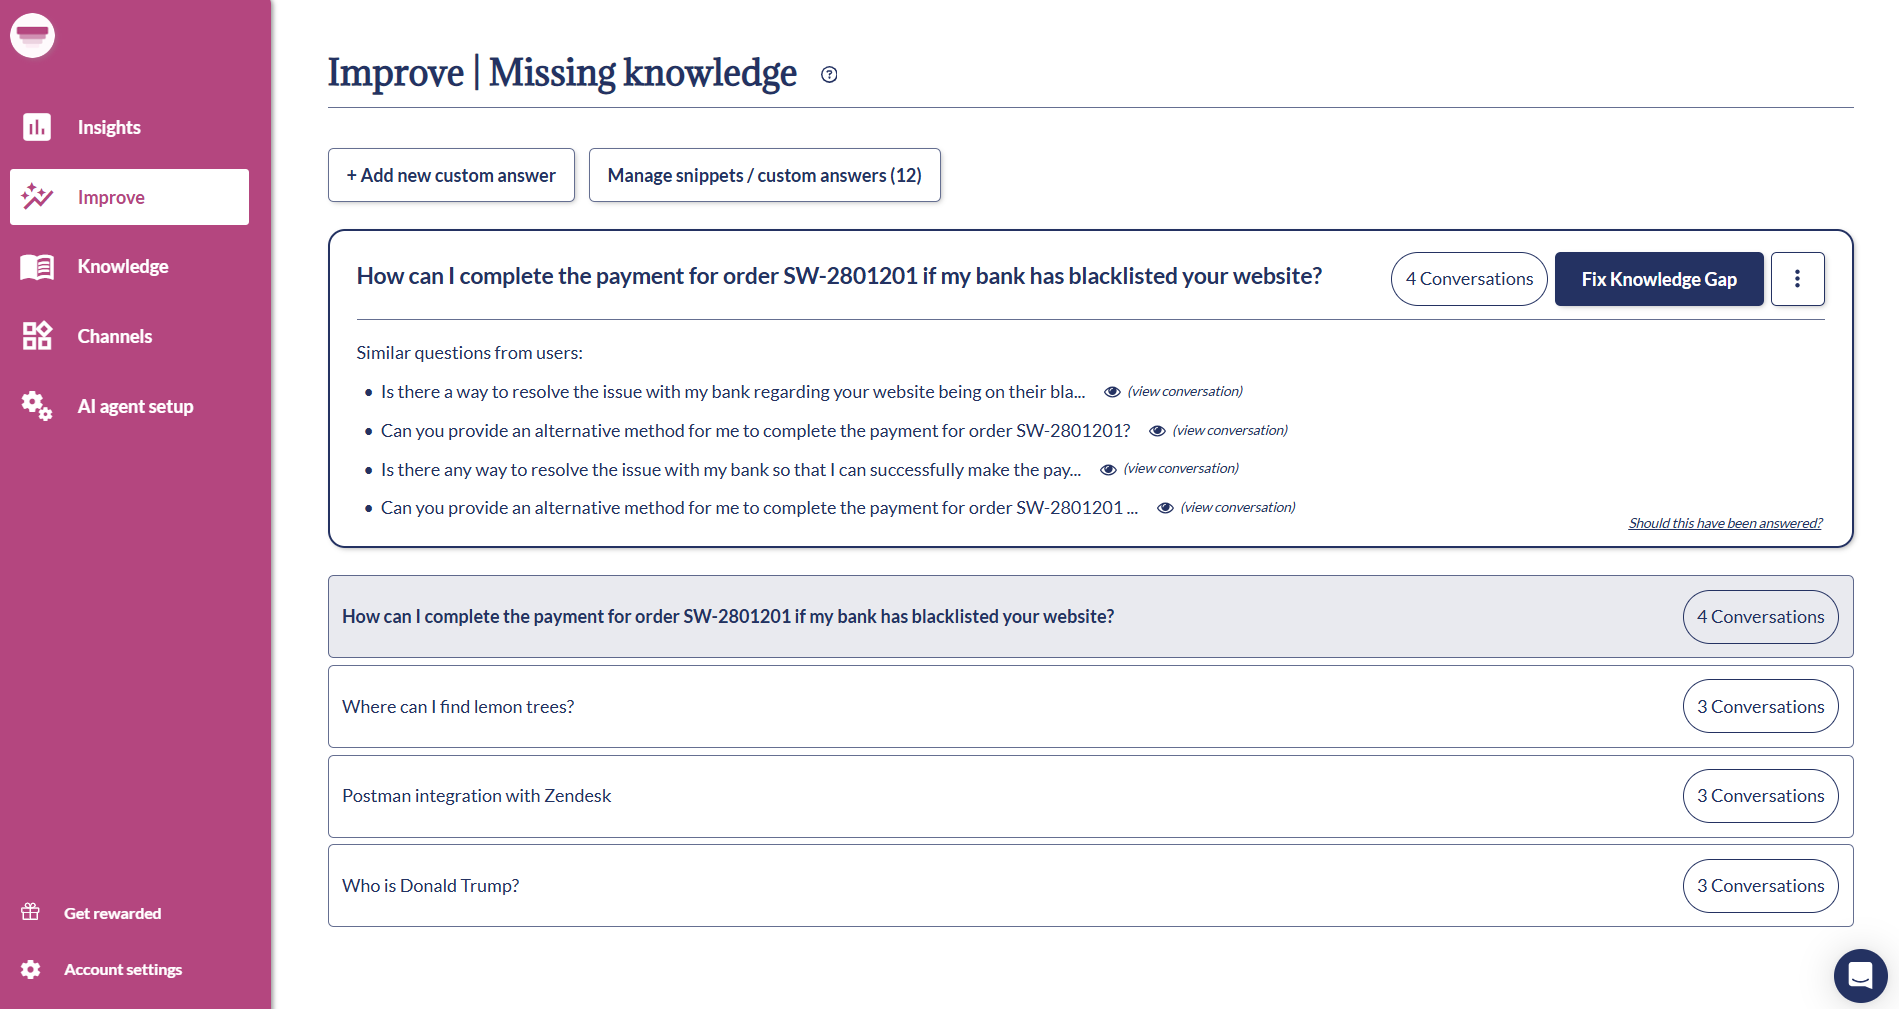 Insights
Improve
Knowledge
Channels
AI agent setup
Get rewarded
Account settings
Improve | Missing knowledge
+ Add new custom answer
Manage snippets / custom answers (12)
How can I complete the payment for order SW-2801201 if my bank has blacklisted your website?
4 Conversations
Fix Knowledge Gap
Similar questions from users:
• Is there a way to resolve the issue with my bank regarding your website being on their bla... (view conversation)
• Can you provide an alternative method for me to complete the payment for order SW-2801201? (view conversation)
• Is there any way to resolve the issue with my bank so that I can successfully make the pay... (view conversation)
• Can you provide an alternative method for me to complete the payment for order SW-2801201 ... (view conversation)
Should this have been answered?
How can I complete the payment for order SW-2801201 if my bank has blacklisted your website?
4 Conversations
Where can I find lemon trees?
3 Conversations
Postman integration with Zendesk
3 Conversations
Who is Donald Trump?
3 Conversations